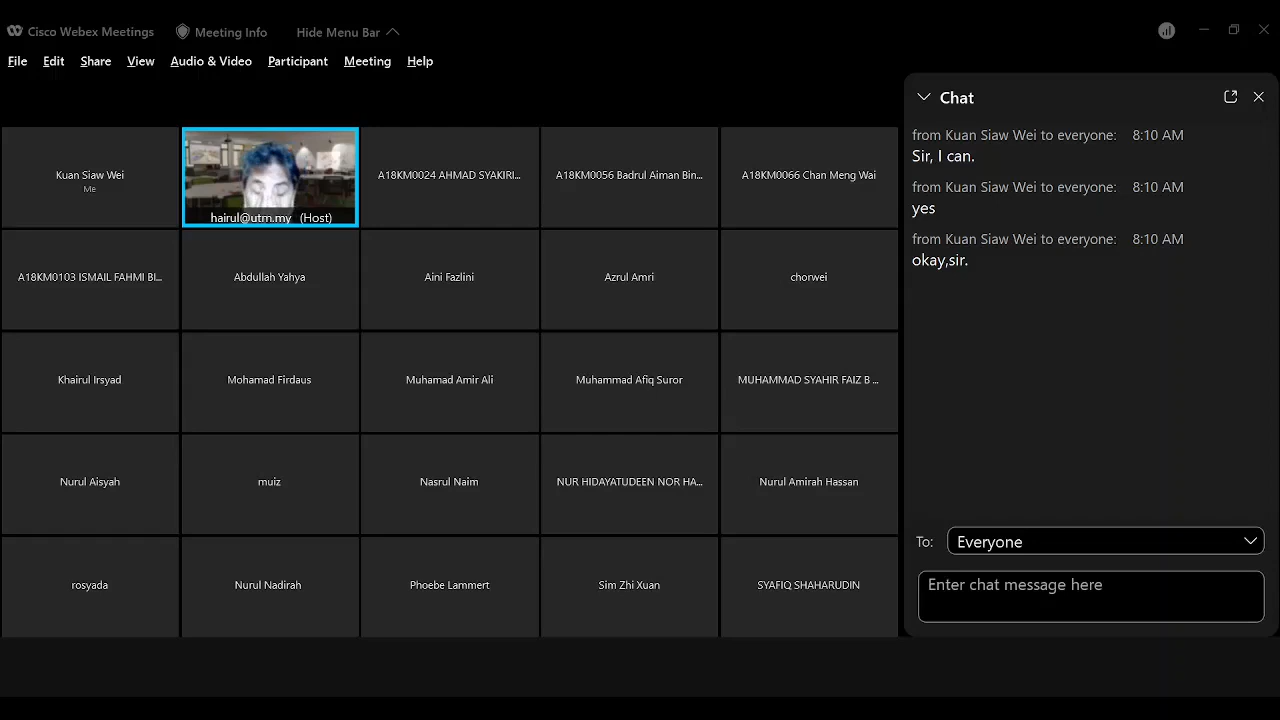 Cisco Webex Meetings Meeting Info Hide Menu Bar
File Edit Share View Audio & Video Participant Meeting Help
Kuan Siaw Wei
Me
hairul@utm.my (Host)
A18KM0024 AHMAD SYAKIRI...
A18KM0056 Badrul Aiman Bin...
A18KM0066 Chan Meng Wai
A18KM0103 ISMAIL FAHMI BI...
Abdullah Yahya
Aini Fazlini
Azrul Amri
chorwei
Khairul Irsyad
Mohamad Firdaus
Muhamad Amir Ali
Muhammad Afiq Suror
MUHAMMAD SYAHIR FAIZ B ...
Nurul Aisyah
muiz
Nasrul Naim
NUR HIDAYATUDEEN NOR HA...
Nurul Amirah Hassan
rosyada
Nurul Nadirah
Phoebe Lammert
Sim Zhi Xuan
SYAFIQ SHAHARUDIN
Chat
from Kuan Siaw Wei to everyone: 8:10 AM
Sir, I can.
from Kuan Siaw Wei to everyone: 8:10 AM
yes
from Kuan Siaw Wei to everyone: 8:10 AM
okay,sir.
To: Everyone
Enter chat message here